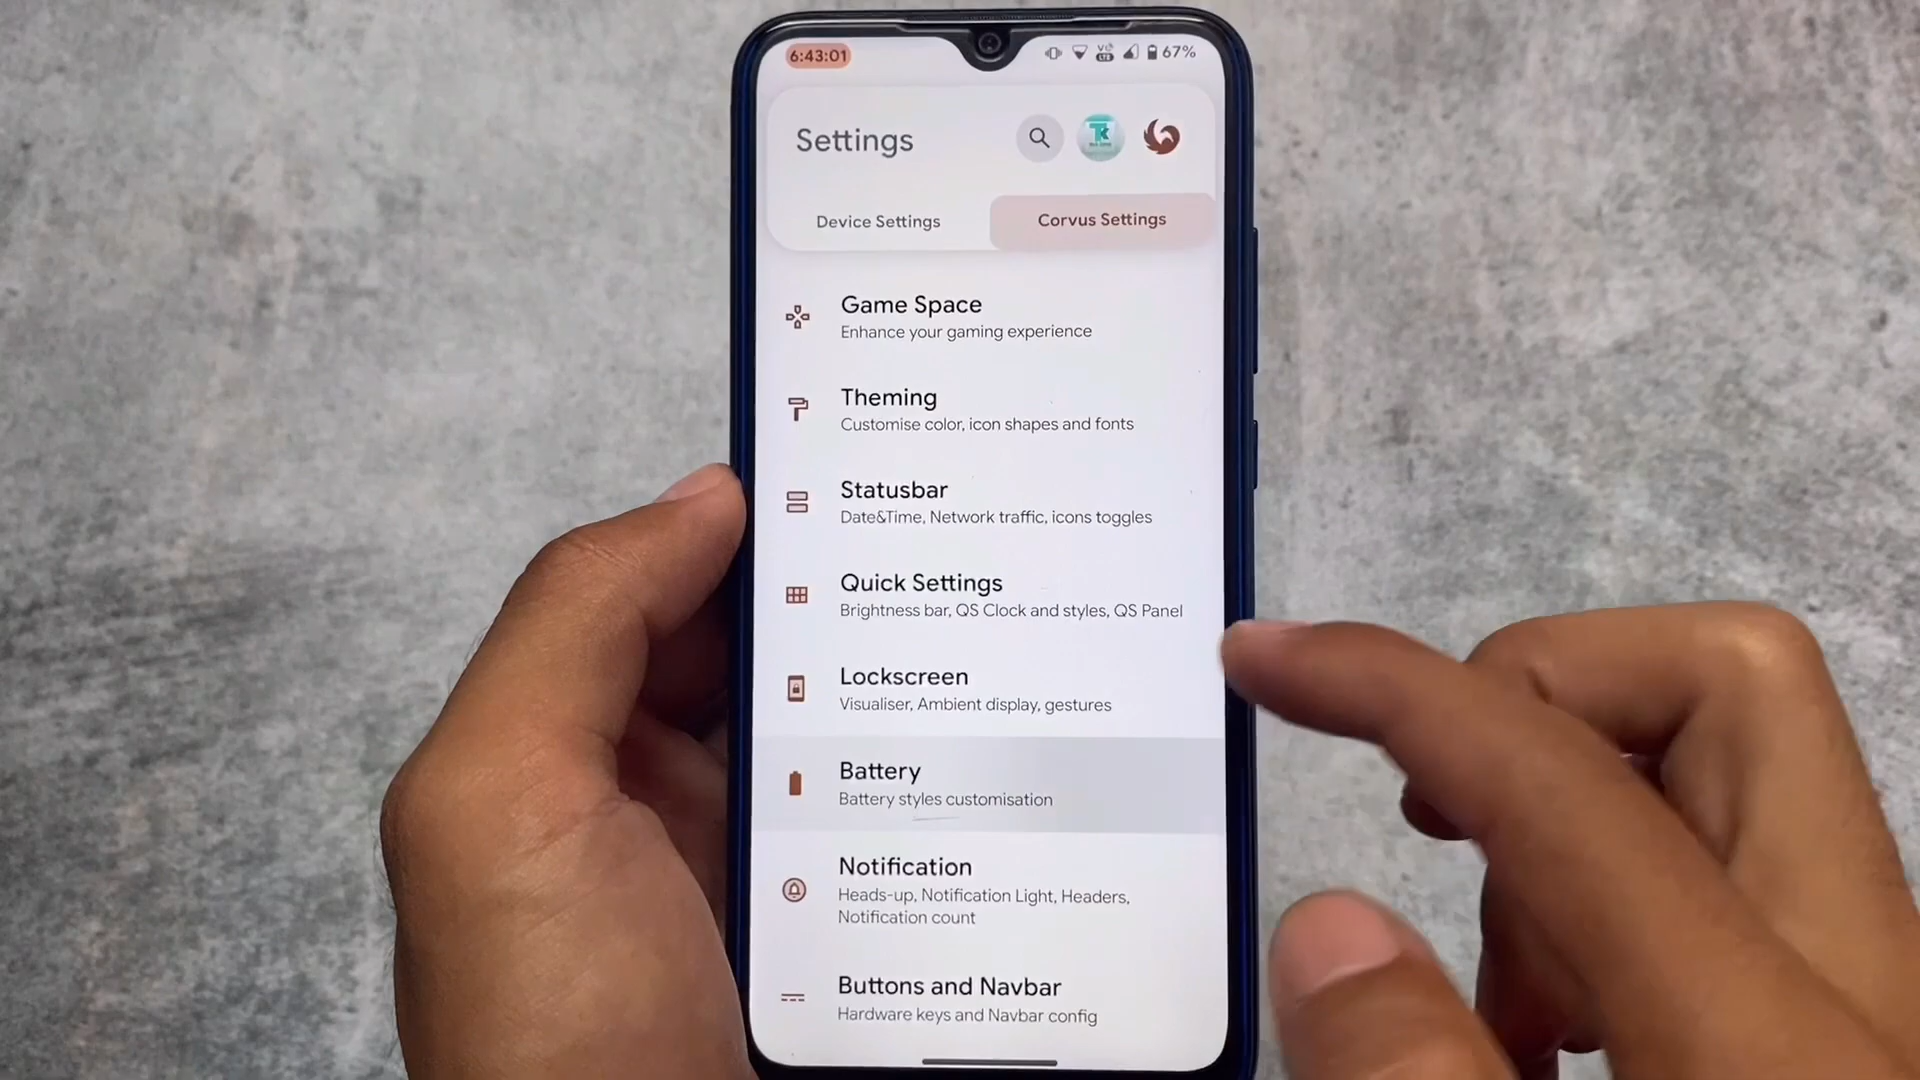 6:43:01
67%
Settings
Device Settings
Corvus Settings
Game Space
Enhance your gaming experience
Theming
Customise color, icon shapes and fonts
Statusbar
Date&Time, Network traffic, icons toggles
Quick Settings
Brightness bar, QS Clock and styles, QS Panel
Lockscreen
Visualiser, Ambient display, gestures
Battery
Battery styles customisation
Notification
Heads-up, Notification Light, Headers,
Notification count
Buttons and Navbar
Hardware keys and Navbar config